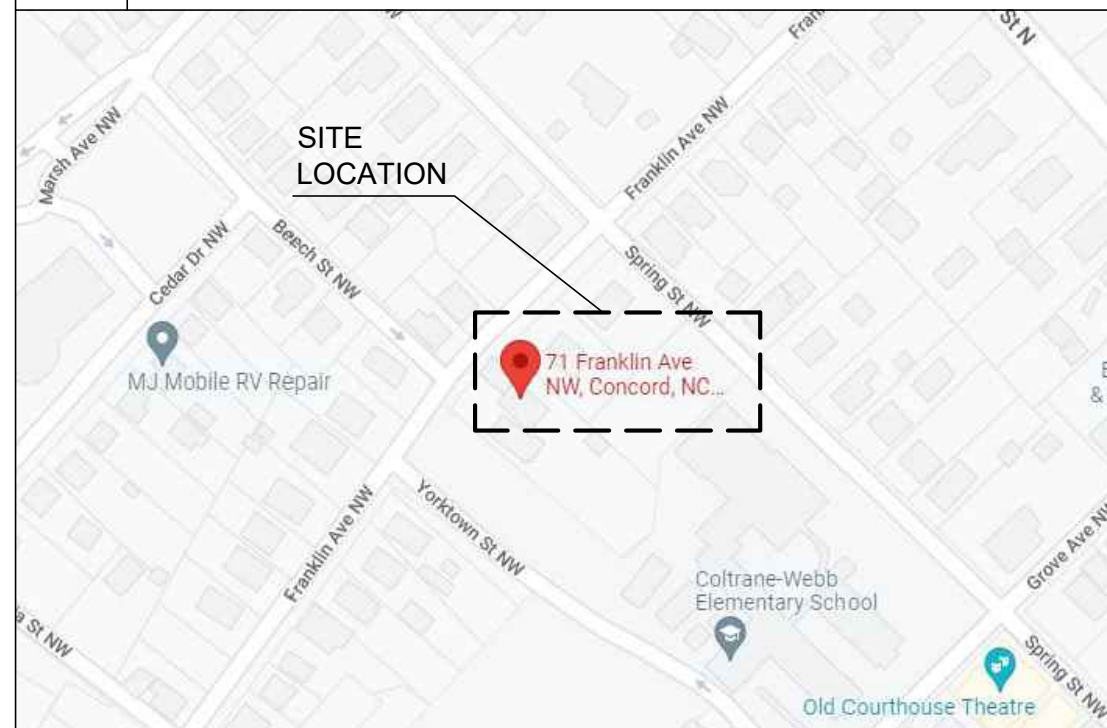 St N
Franklin Ave NW
Marsh Ave NW
SITE
LOCATION
Cedar Dr NW
Beech St NW
Spring St NW
MJ Mobile RV Repair
71 Franklin Ave
NW, Concord, NC...
Franklin Ave NW
Yorktown St NW
Coltrane-Webb
Elementary School
Grove Ave NW
Spring St NW
Old Courthouse Theatre